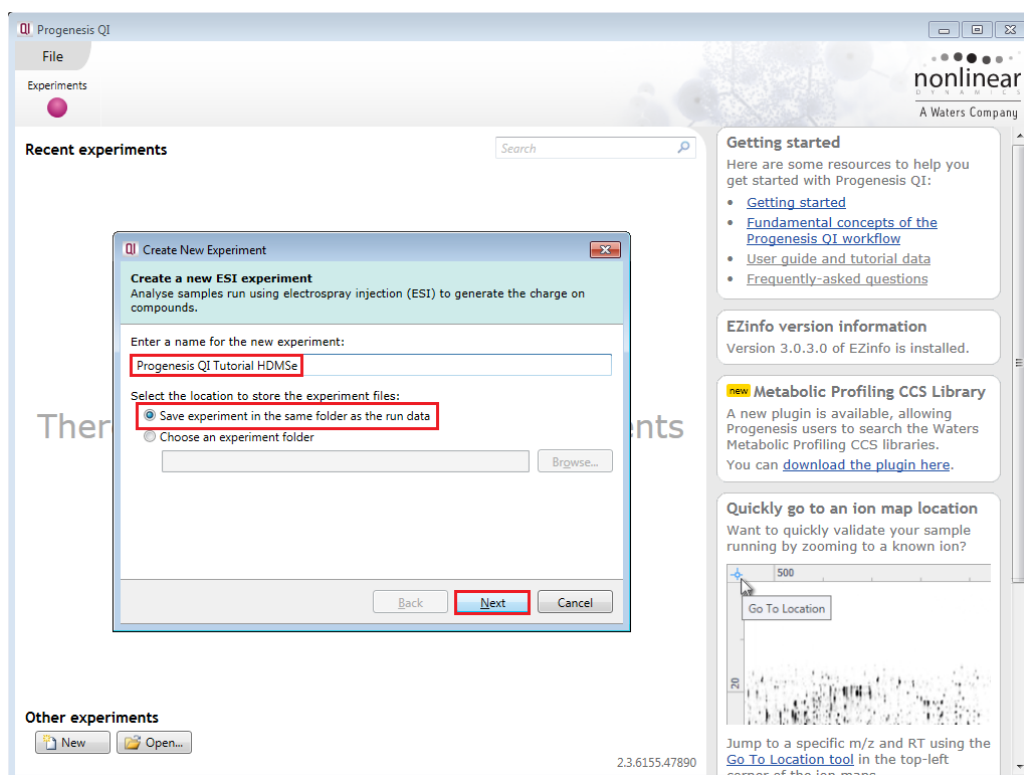 Progenesis QI
File
Experiments
nonlinear
DYNAMICS
A Waters Company
Recent experiments
Search
Ther
nts
Create New Experiment
Create a new ESI experiment
Analyse samples run using electrospray injection (ESI) to generate the charge on
compounds.
Enter a name for the new experiment:
Progenesis QI Tutorial HDMSe
Select the location to store the experiment files:
Save experiment in the same folder as the run data
Choose an experiment folder
Browse...
Back
Next
Cancel
Other experiments
New
Open...
2.3.6155.47890
Getting started
Here are some resources to help you
get started with Progenesis QI:
• Getting started
• Fundamental concepts of the
Progenesis QI workflow
• User guide and tutorial data
• Frequently-asked questions
EZinfo version information
Version 3.0.3.0 of EZinfo is installed.
new Metabolic Profiling CCS Library
A new plugin is available, allowing
Progenesis users to search the Waters
Metabolic Profiling CCS libraries.
You can download the plugin here.
Quickly go to an ion map location
Want to quickly validate your sample
running by zooming to a known ion?
500
Go To Location
20
Jump to a specific m/z and RT using the
Go To Location tool in the top-left
corner of the ion maps